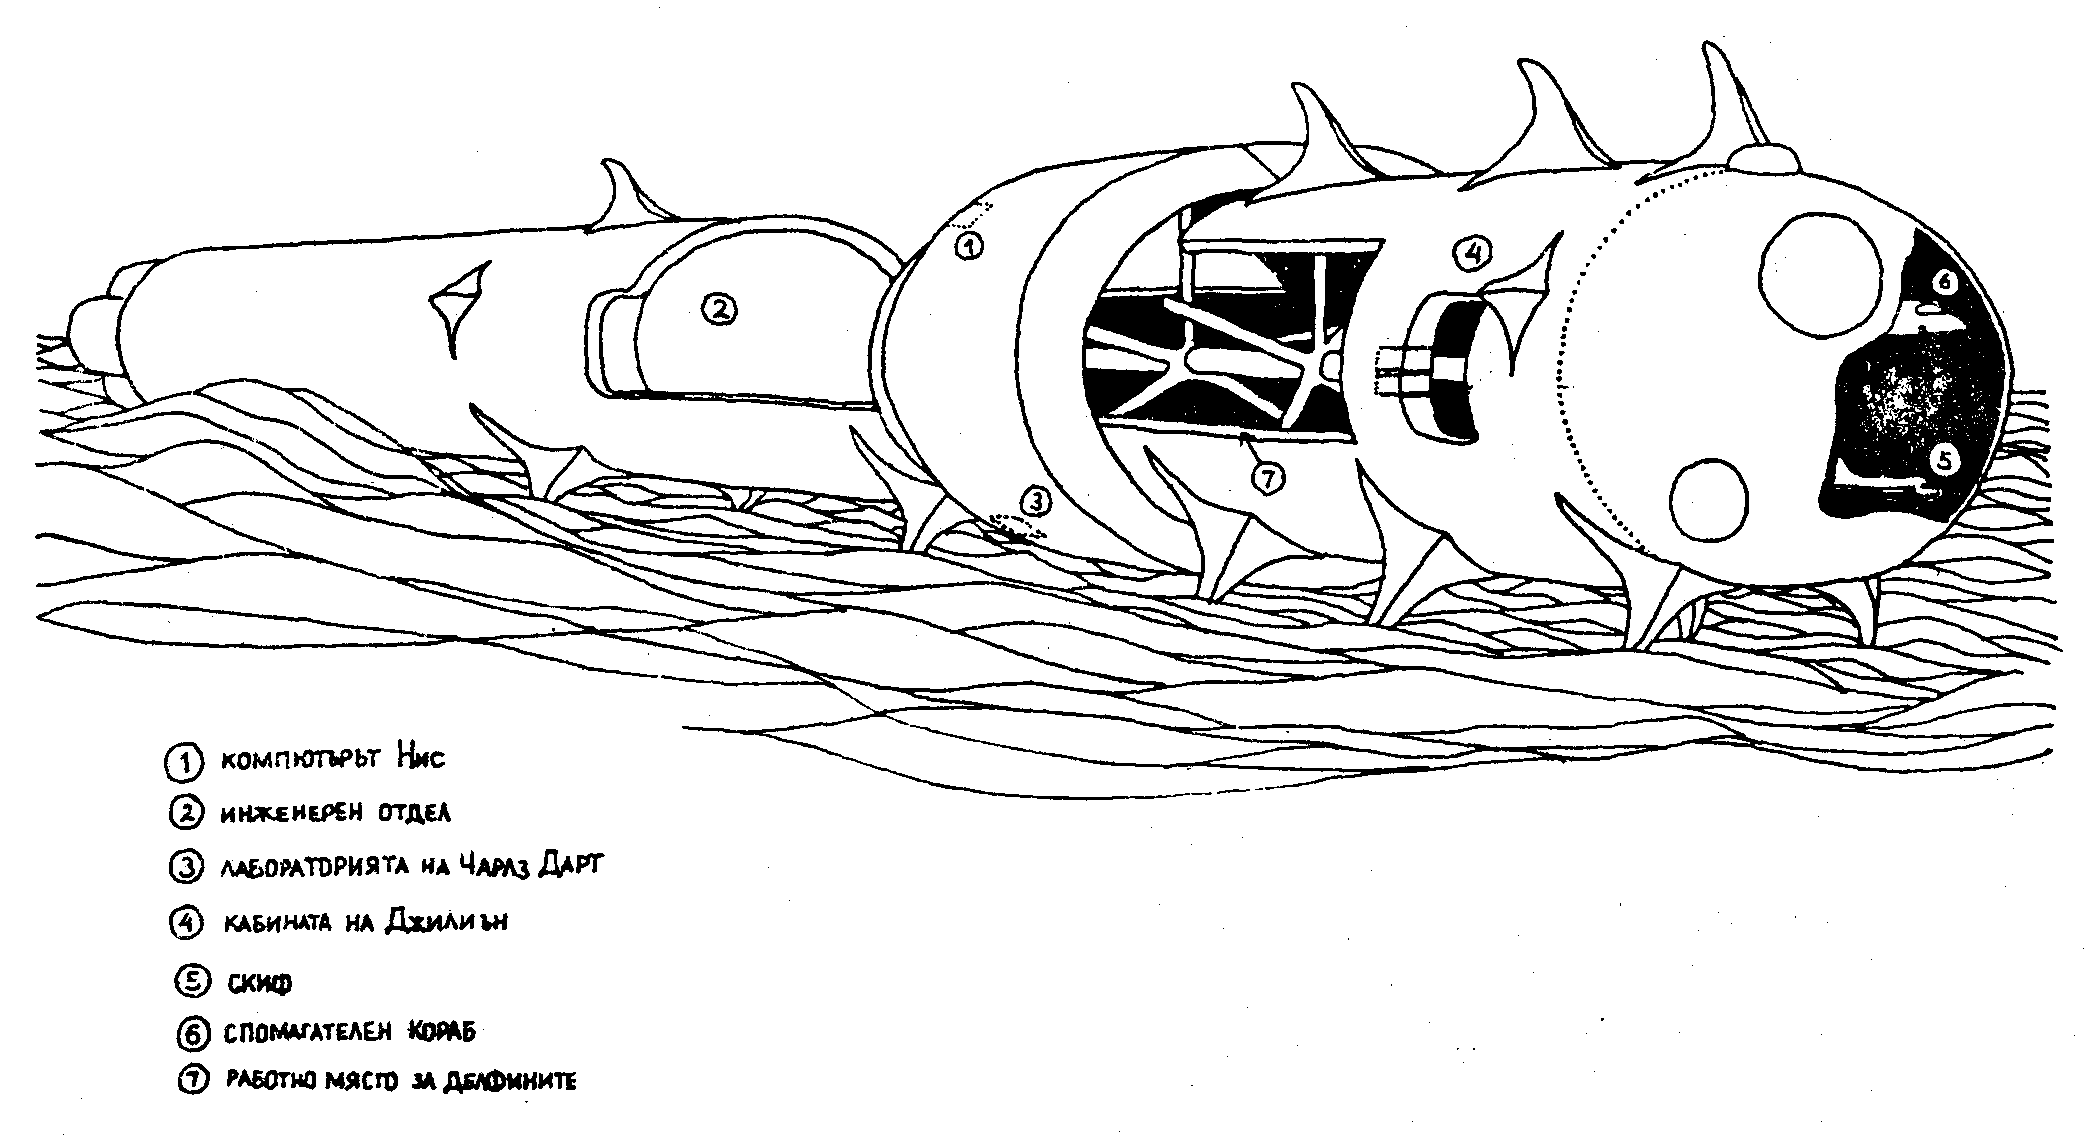 1
2
3
4
5
6
7
1 компютърът Нис
2 инженерен отдел
3 лабораторията на Чарлз Дарт
4 кабината на Джилиън
5 скиф
6 спомагателен кораб
7 работно място за делфините